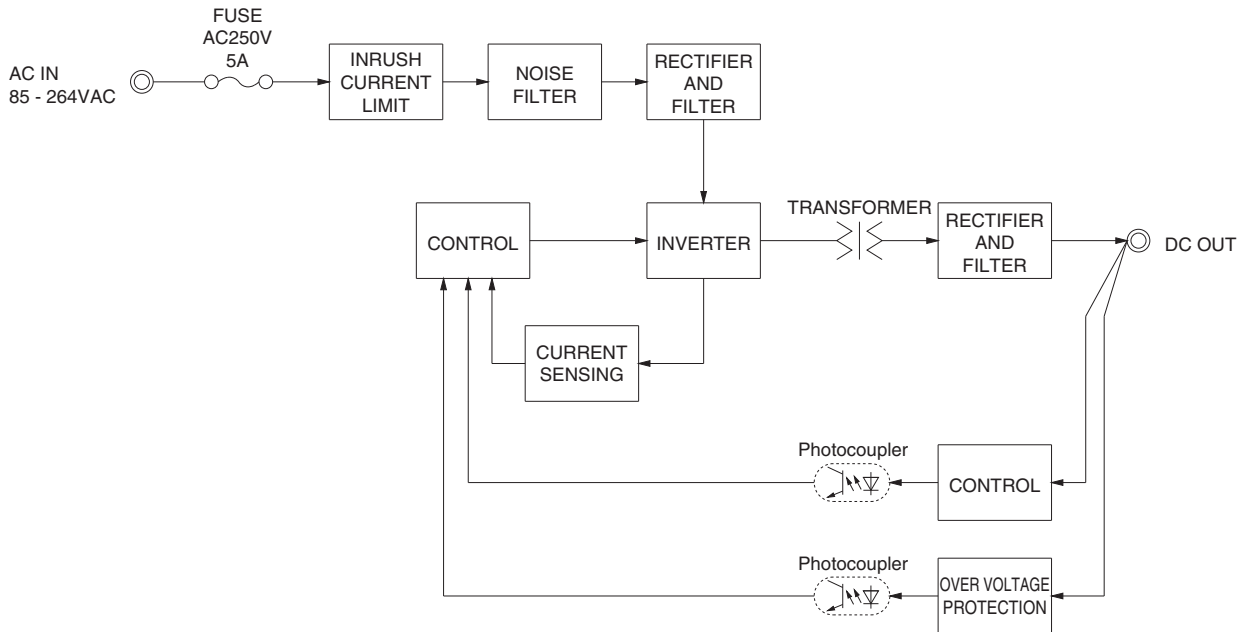 FUSE
AC250V
5A
AC IN
85 - 264VAC
INRUSH
CURRENT
LIMIT
NOISE
FILTER
RECTIFIER
AND
FILTER
CONTROL
INVERTER
TRANSFORMER
RECTIFIER
AND
FILTER
DC OUT
CURRENT
SENSING
Photocoupler
CONTROL
Photocoupler
OVER VOLTAGE
PROTECTION